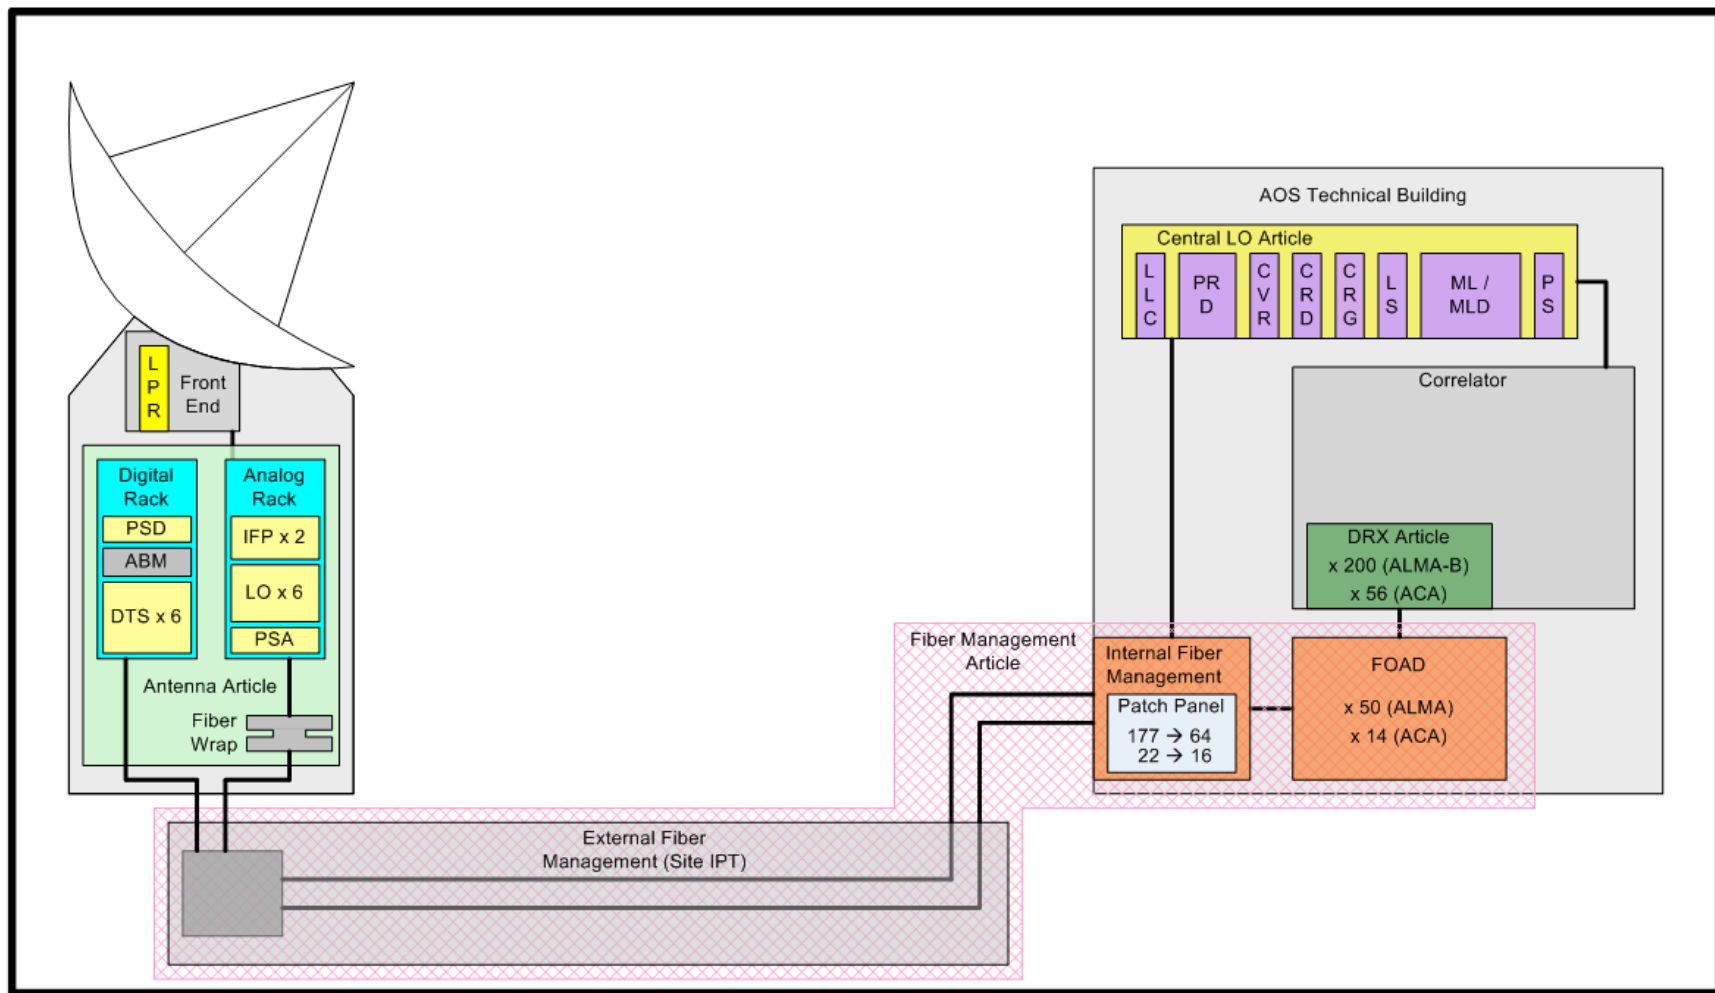 AOS Technical Building
Central LO Article
L
L
C
PR
D
C
V
R
C
R
D
C
R
G
L
S
ML /
MLD
P
S
Correlator
DRX Article
x 200 (ALMA-B)
x 56 (ACA)
L
P
R
Front
End
Digital
Rack
PSD
ABM
DTS x 6
Analog
Rack
IFP x 2
LO x 6
PSA
Antenna Article
Fiber
Wrap
Fiber Management
Article
Internal Fiber
Management
Patch Panel
177 → 64
22 → 16
FOAD
x 50 (ALMA)
x 14 (ACA)
External Fiber
Management (Site IPT)